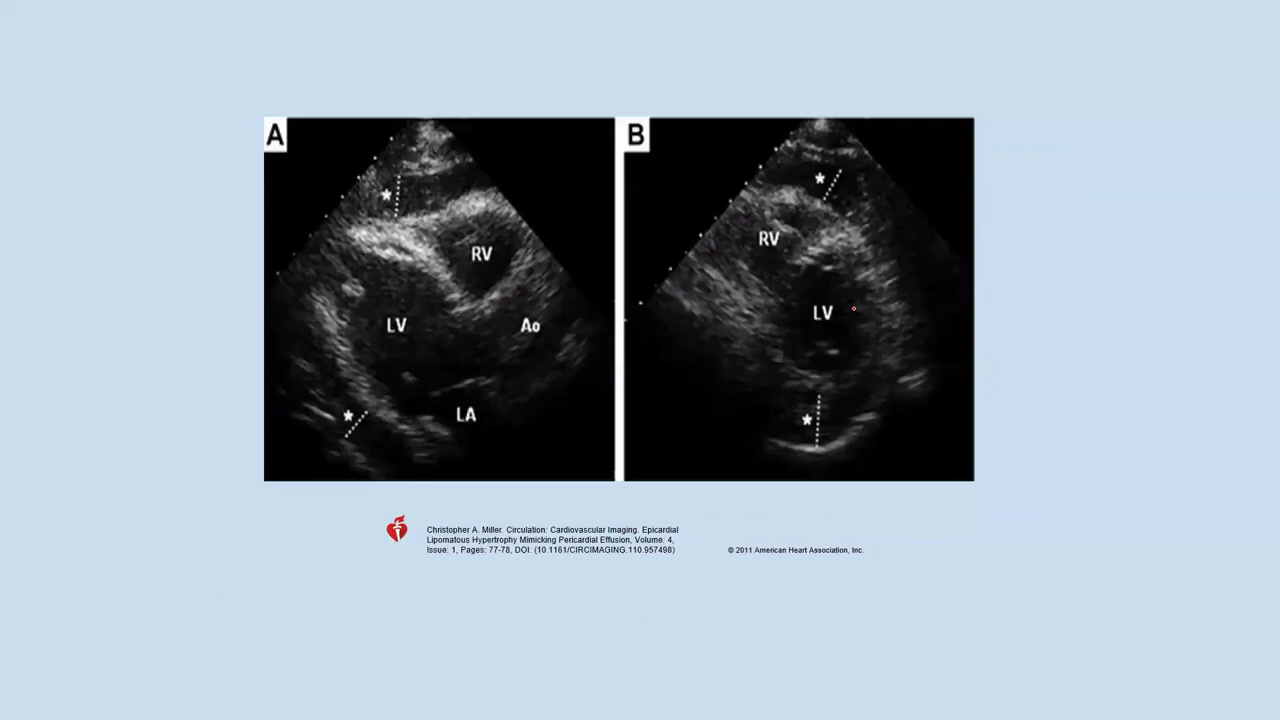 A
B
*
*
RV
RV
LV
LV
Ao
LA
*
*
Christopher A. Miller. Circulation: Cardiovascular Imaging. Epicardial
Lipomatous Hypertrophy Mimicking Pericardial Effusion, Volume: 4,
Issue: 1, Pages: 77-78, DOI: (10.1161/CIRCIMAGING.110.957498)
© 2011 American Heart Association, Inc.